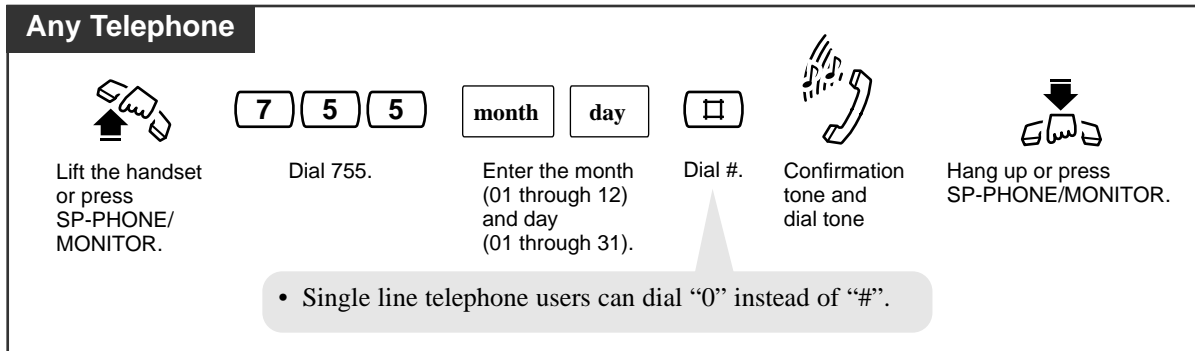 Any Telephone
7 5 5
month day
#
Lift the handset
or press
SP-PHONE/
MONITOR.
Dial 755.
Enter the month
(01 through 12)
and day
(01 through 31).
Dial #.
Confirmation
tone and
dial tone
Hang up or press
SP-PHONE/MONITOR.
• Single line telephone users can dial “0” instead of “#”.